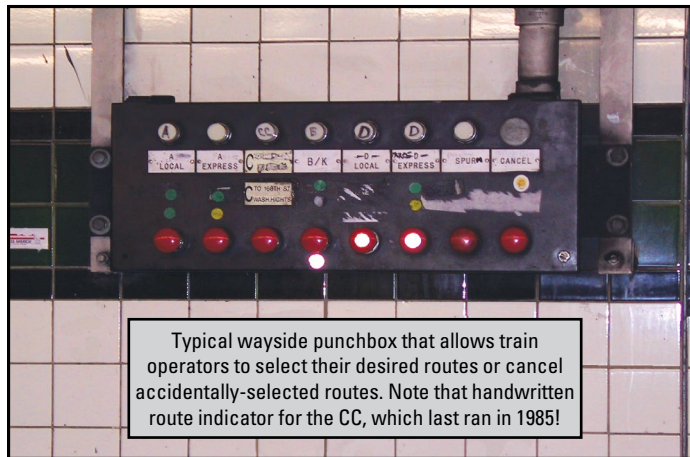 A CC E D D
A LOCAL A EXPRESS C B/K D LOCAL D EXPRESS SPUR CANCEL
C TO 168TH ST WASH.HGHTS
Typical wayside punchbox that allows train
operators to select their desired routes or cancel
accidentally-selected routes. Note that handwritten
route indicator for the CC, which last ran in 1985!